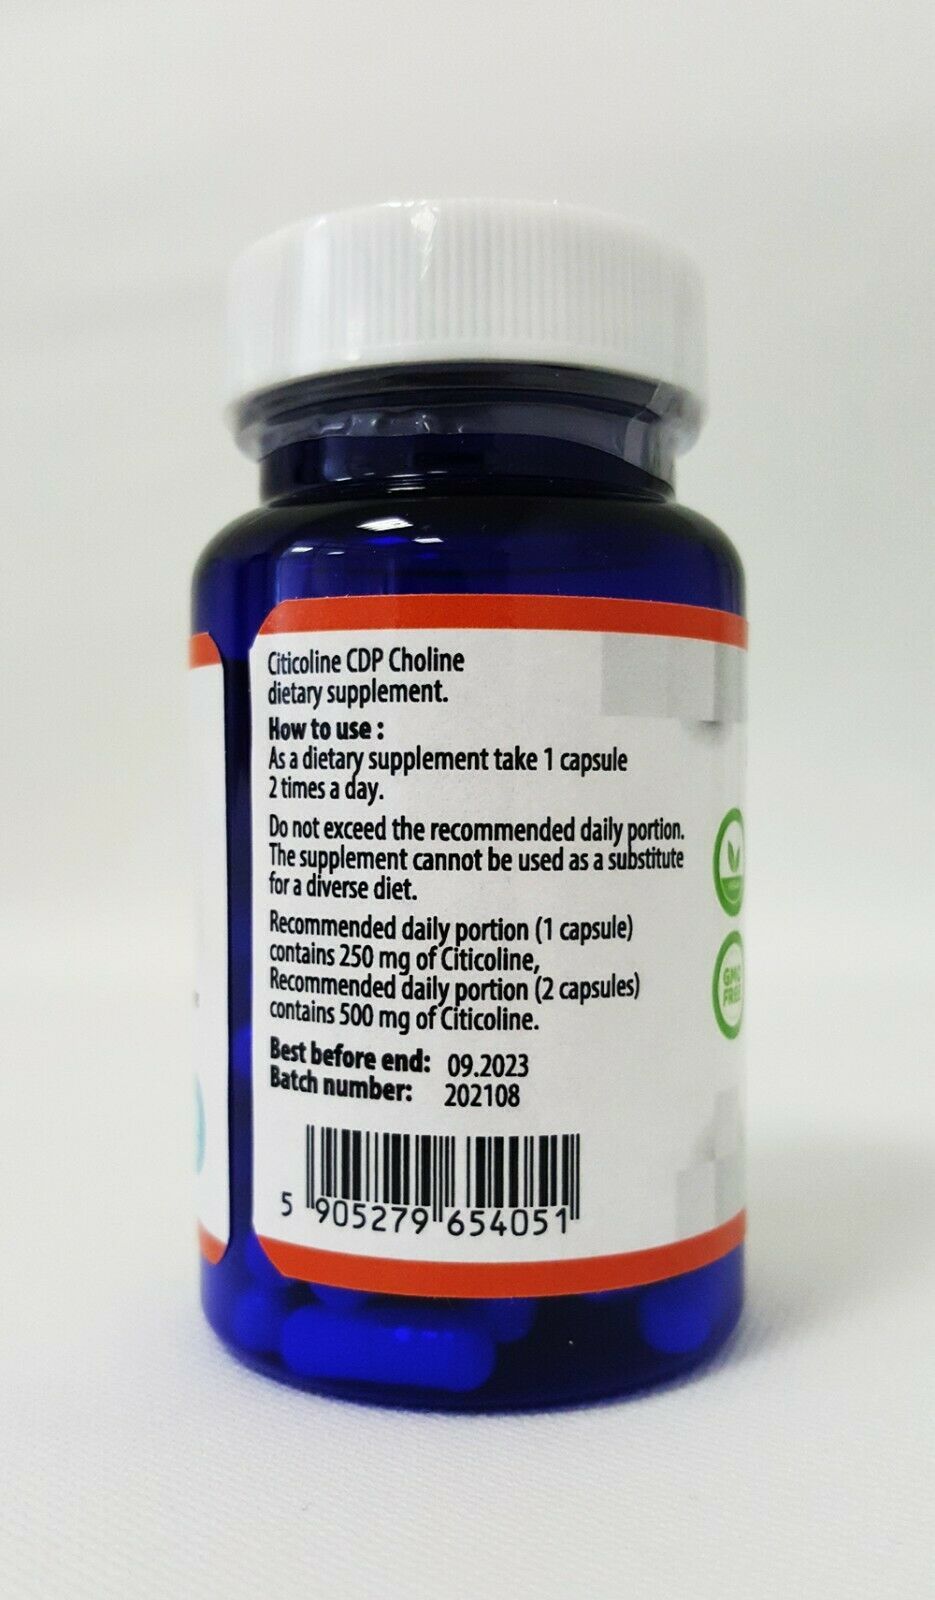 Citicoline CDP Choline
dietary supplement.
How to use :
As a dietary supplement take 1 capsule
2 times a day.
Do not exceed the recommended daily portion.
The supplement cannot be used as a substitute
for a diverse diet.
Recommended daily portion (1 capsule)
contains 250 mg of Citicoline,
Recommended daily portion (2 capsules)
contains 500 mg of Citicoline.
Best before end: 09.2023
Batch number: 202108
5 905279 654051
FREE